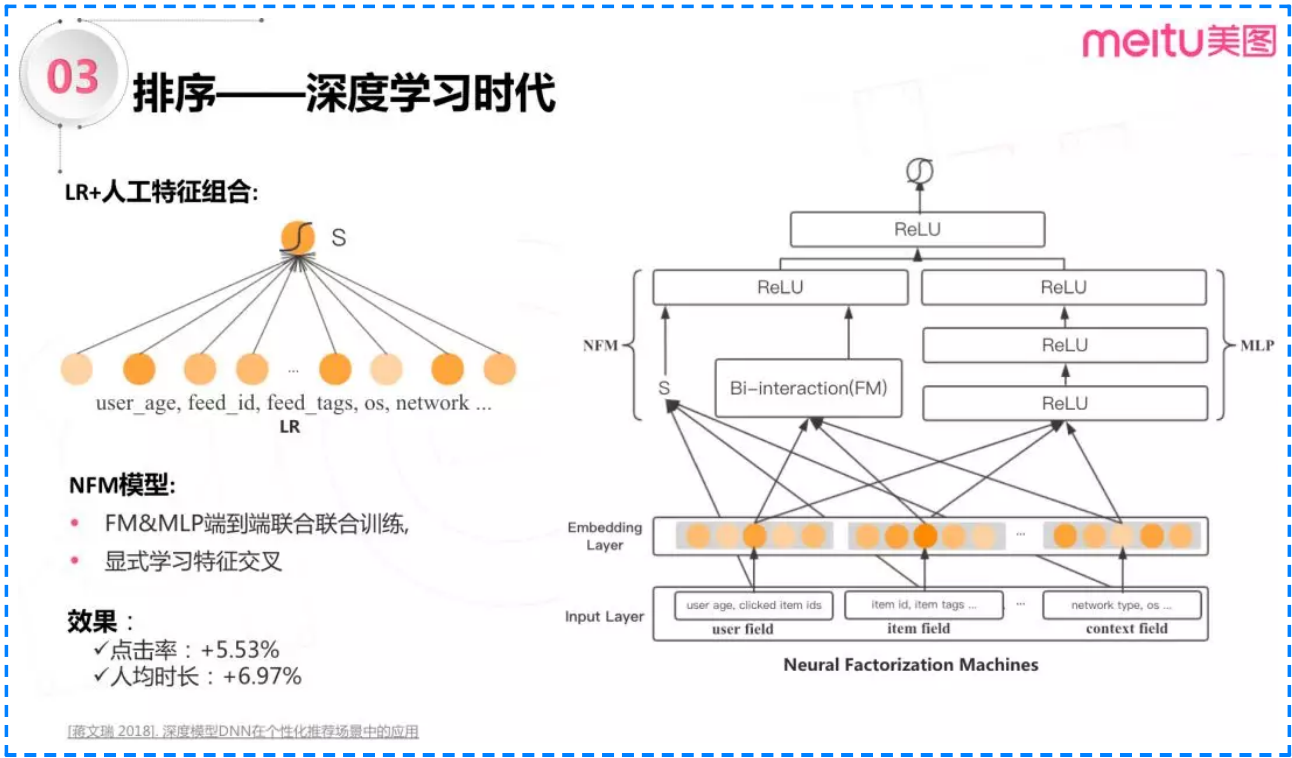 03
排序——深度学习时代
meitu美图
LR+人工特征组合:
S
...
user_age, feed_id, feed_tags, os, network ...
LR
NFM模型:
• FM&MLP端到端联合联合训练,
• 显式学习特征交叉
效果：
✓点击率：+5.53%
✓人均时长：+6.97%
[蒋文瑞 2018]. 深度模型DNN在个性化推荐场景中的应用
ReLU
ReLU
ReLU
NFM
ReLU
MLP
S
Bi-interaction(FM)
ReLU
Embedding
Layer
...
Input Layer
user age, clicked item ids
item id, item tags ...
...
network type, os ...
user field
item field
context field
Neural Factorization Machines